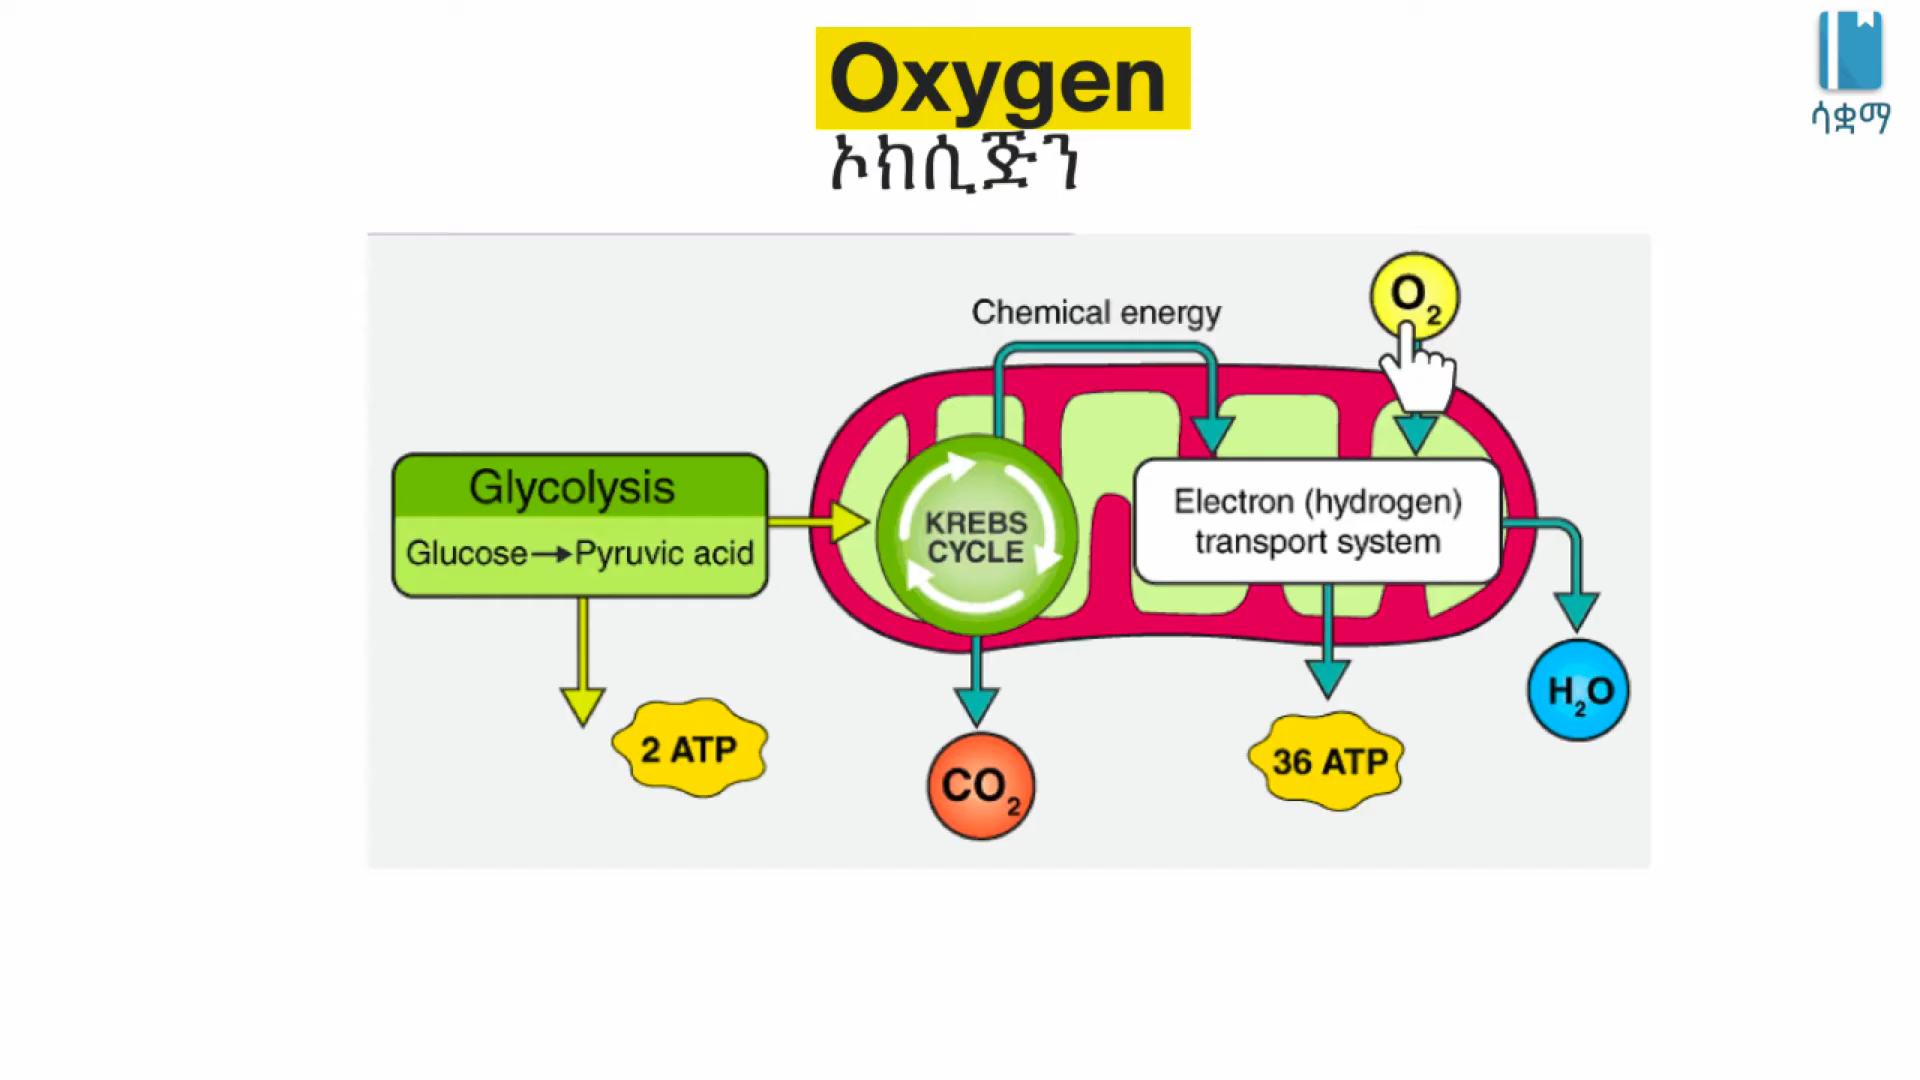 Oxygen
ኦክሲጅን
ሳቋማ
Chemical energy
O₂
Glycolysis
Glucose→Pyruvic acid
KREBS
CYCLE
Electron (hydrogen)
transport system
2 ATP
CO₂
36 ATP
H₂O